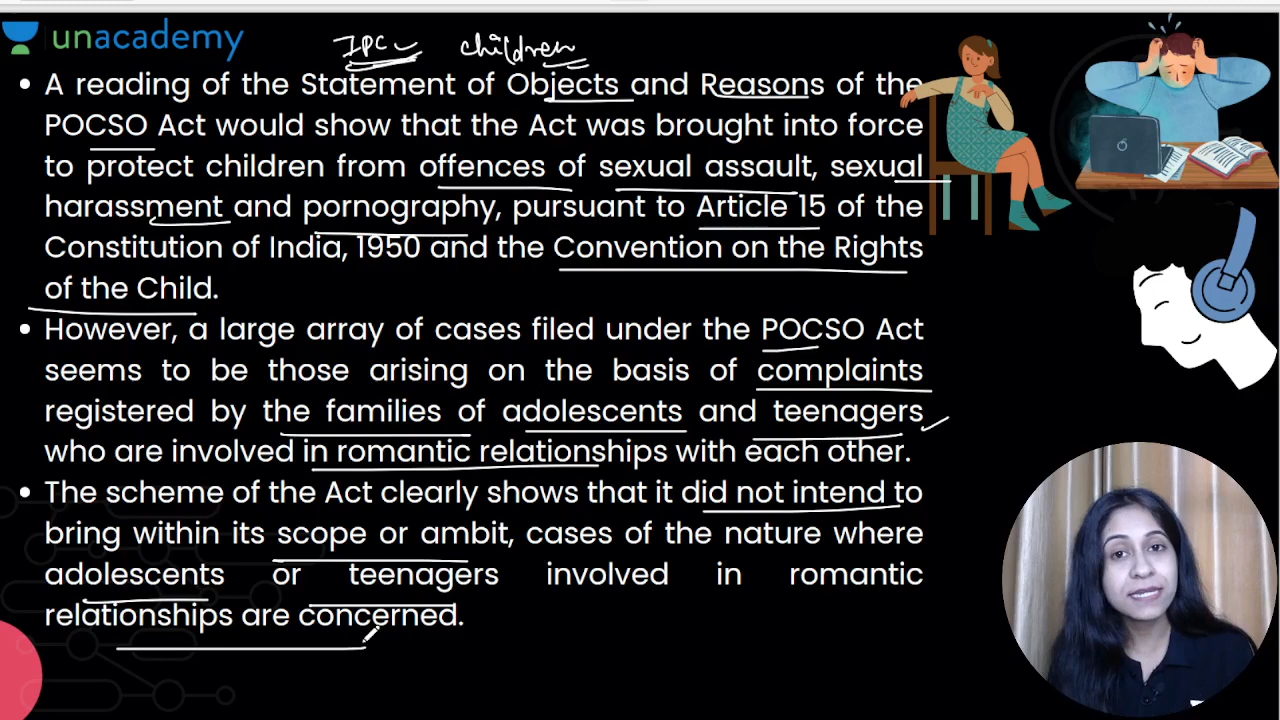 unacademy
IPC children
• A reading of the Statement of Objects and Reasons of the
POCSO Act would show that the Act was brought into force
to protect children from offences of sexual assault, sexual
harassment and pornography, pursuant to Article 15 of the
Constitution of India, 1950 and the Convention on the Rights
of the Child.
• However, a large array of cases filed under the POCSO Act
seems to be those arising on the basis of complaints
registered by the families of adolescents and teenagers
who are involved in romantic relationships with each other.
• The scheme of the Act clearly shows that it did not intend to
bring within its scope or ambit, cases of the nature where
adolescents or teenagers involved in romantic
relationships are concerned.